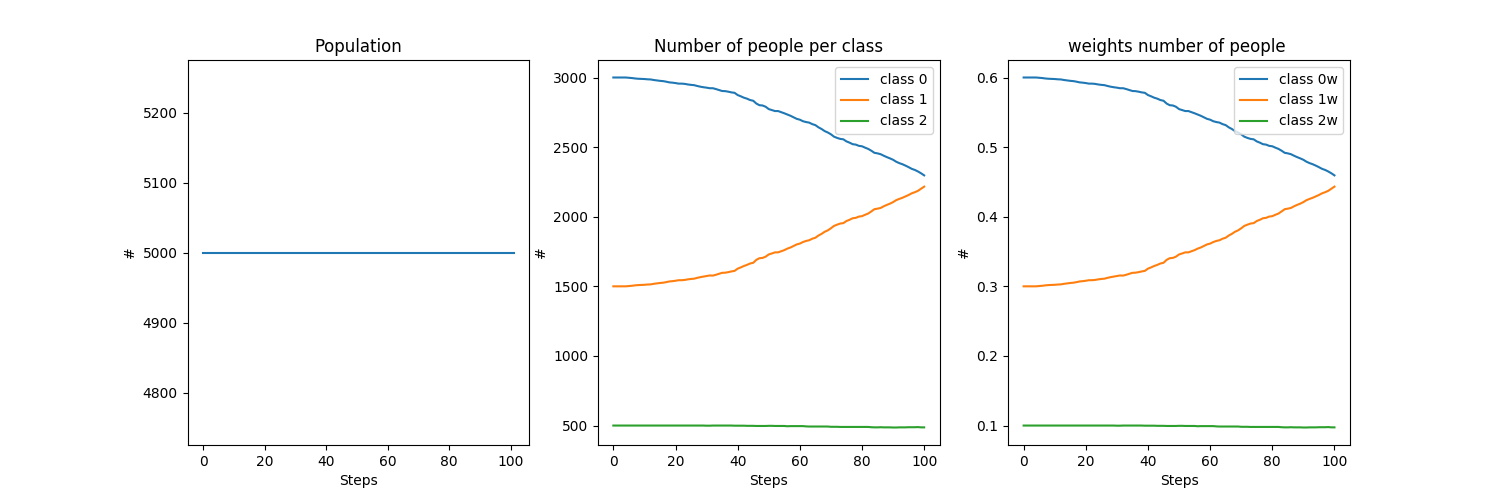 Population
5200
5100
5000
4900
4800
#
0 20 40 60 80 100
Steps
Number of people per class
3000
2500
2000
1500
1000
500
#
0 20 40 60 80 100
Steps
class 0
class 1
class 2
weights number of people
0.6
0.5
0.4
0.3
0.2
0.1
#
0 20 40 60 80 100
Steps
class 0w
class 1w
class 2w